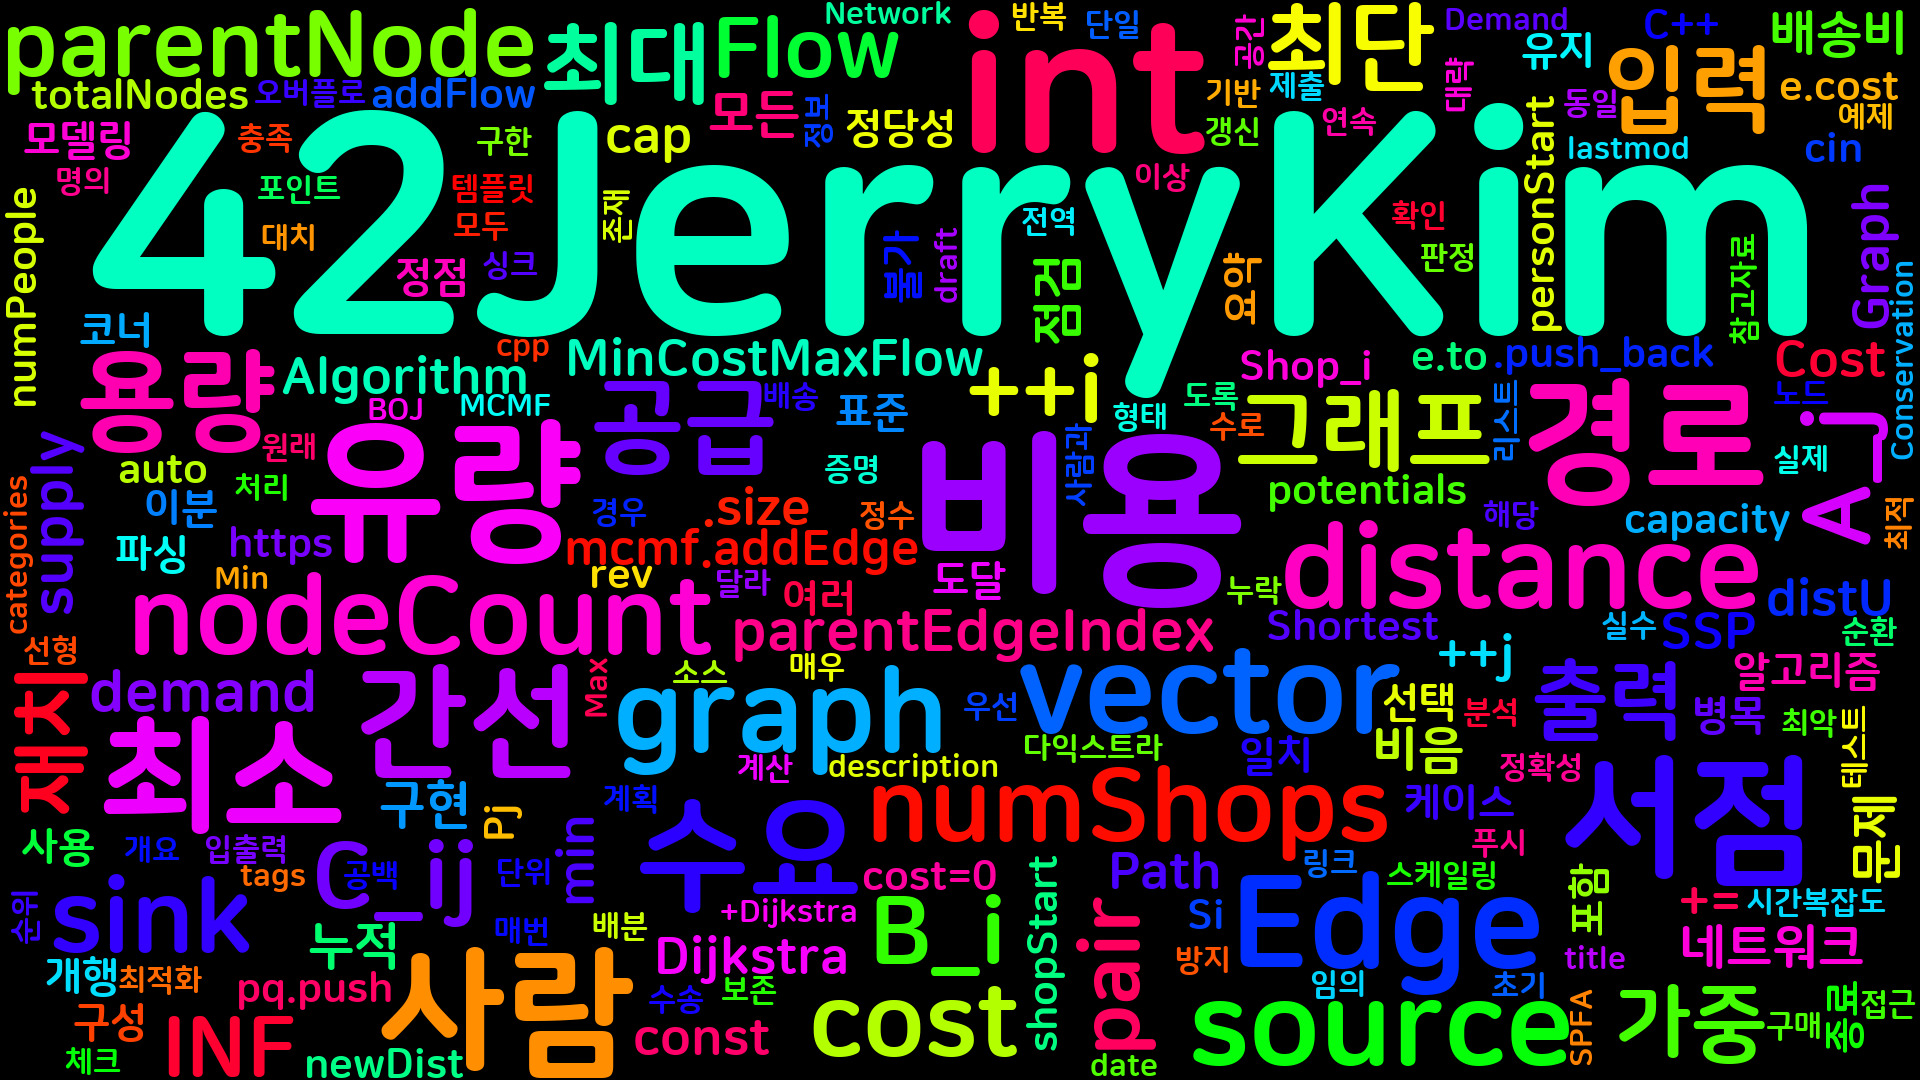 parentNode
최대
Flow
Network
int
반복
단일
공간
최단
Demand
C++
유지
입력
배송비
totalNodes
오버플로
addFlow
모든
정퍼
기반
제출
대략
동일
e.cost
예제
모델링
충족
구한
cap
정당성
갱신
연속
personStart
lastmod
cin
42JerryKim
명의
포인트
템플릿
이상
numPeople
대치
모두
존재
전역
확인
Graph
정점
싱크
불가
draft
점검
요약
판정
참고자료
Conservation
코너
cpp
MinCostMaxFlow
++i
Shop_i
e.to
.push_back
Cost
용량
Algorithm
BOJ
MCMF
공급
배송
표준
형태
도록
그래프
리스트
경로
노드
A_j
원래
유량
비용
사람과
수로
실제
supply
auto
처리
증명
potentials
해당
capacity
최적
categories
이분
경우
.size
정수
파싱
https
mcmf.addEdge
distance
Min
rev
달라
여러
도달
누락
distU
nodeCount
parentEdgeIndex
Shortest
실수
SSP
순환
선형
재치
demand
간선
Max
소스
매우
graph
우선
vector
++j
선택
분석
출력
알고리즘
병목
최악
최소
다익스트라
일치
비음
계산
description
정확성
테스트
구현
Pj
계획
수요
numShops
케이스
서점
문제
사용
개요
입출력
tags
C_ij
공백
단위
min
cost=0
shopStart
Path
푸시
링크
스케일링
포함
+=
시간복잡도
sink
누적
매번
배분
+Dijkstra
B_i
pair
Si
Edge
네트워크
개행
최적화
pq.push
사람
Dijkstra
수송
보존
방지
임의
초기
title
구성
INF
const
cost
source
SPFA
가중
구매
종료
접근
체크
newDist
date